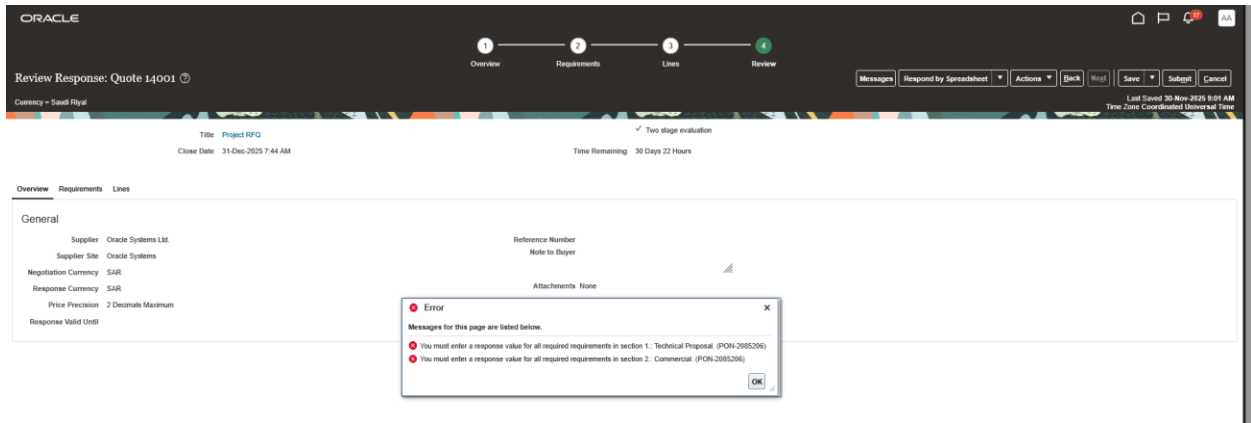 ORACLE
17
AA
1
2
3
4
Overview
Requirements
Lines
Review
Review Response: Quote 14001
Messages
Respond by Spreadsheet
Actions
Back
Next
Save
Submit
Cancel
Currency = Saudi Riyal
Last Saved 30-Nov-2025 9:01 AM
Time Zone Coordinated Universal Time
Title Project RFQ
Two stage evaluation
Close Date 31-Dec-2025 7:44 AM
Time Remaining 30 Days 22 Hours
Overview Requirements Lines
General
Supplier Oracle Systems Ltd.
Supplier Site Oracle Systems
Negotiation Currency SAR
Response Currency SAR
Price Precision 2 Decimals Maximum
Response Valid Until
Reference Number
Note to Buyer
Attachments None
Error
Messages for this page are listed below.
You must enter a response value for all required requirements in section 1.: Technical Proposal. (PON-2085206)
You must enter a response value for all required requirements in section 2.: Commercial. (PON-2085206)
OK